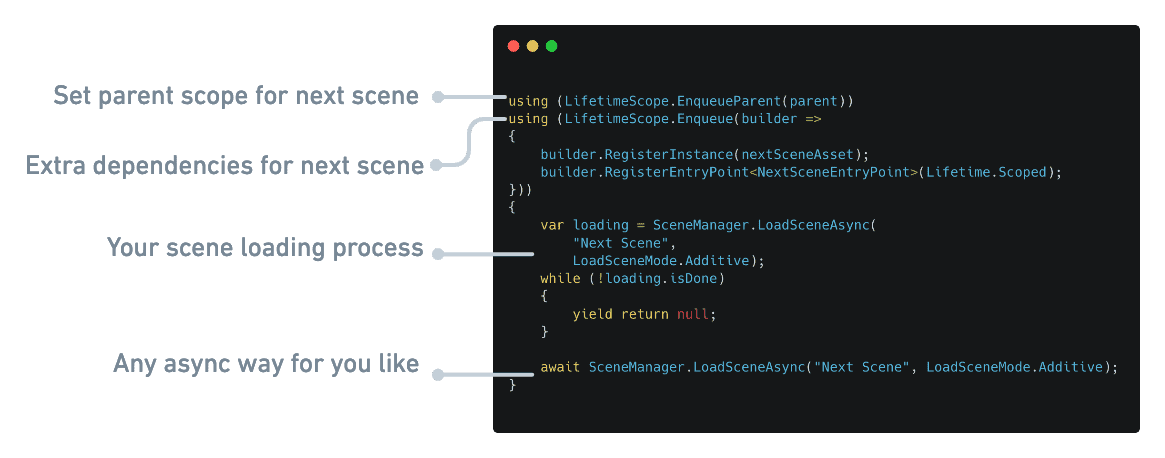 Set parent scope for next scene
Extra dependencies for next scene
Your scene loading process
Any async way for you like
using (LifetimeScope.EnqueueParent(parent))
using (LifetimeScope.Enqueue(builder =>
{
    builder.RegisterInstance(nextSceneAsset);
    builder.RegisterEntryPoint<NextSceneEntryPoint>(Lifetime.Scoped);
}))
{
    var loading = SceneManager.LoadSceneAsync(
        "Next Scene",
        LoadSceneMode.Additive);
    while (!loading.isDone)
    {
        yield return null;
    }

    await SceneManager.LoadSceneAsync("Next Scene", LoadSceneMode.Additive);
}